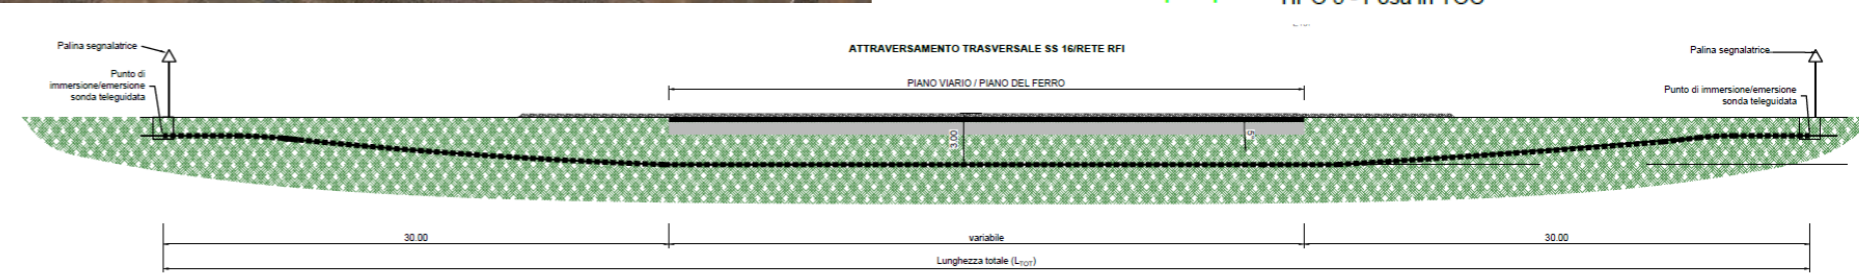 Palina segnalatrice
Punto di
immersione/emersione
sonda teleguidata
ATTRAVERSAMENTO TRASVERSALE SS 16/RETE RFI
PIANO VIARIO / PIANO DEL FERRO
3.00
Palina segnalatrice
Punto di immersione/emersione
sonda teleguidata
30.00
variabile
30.00
Lunghezza totale (LTOT)